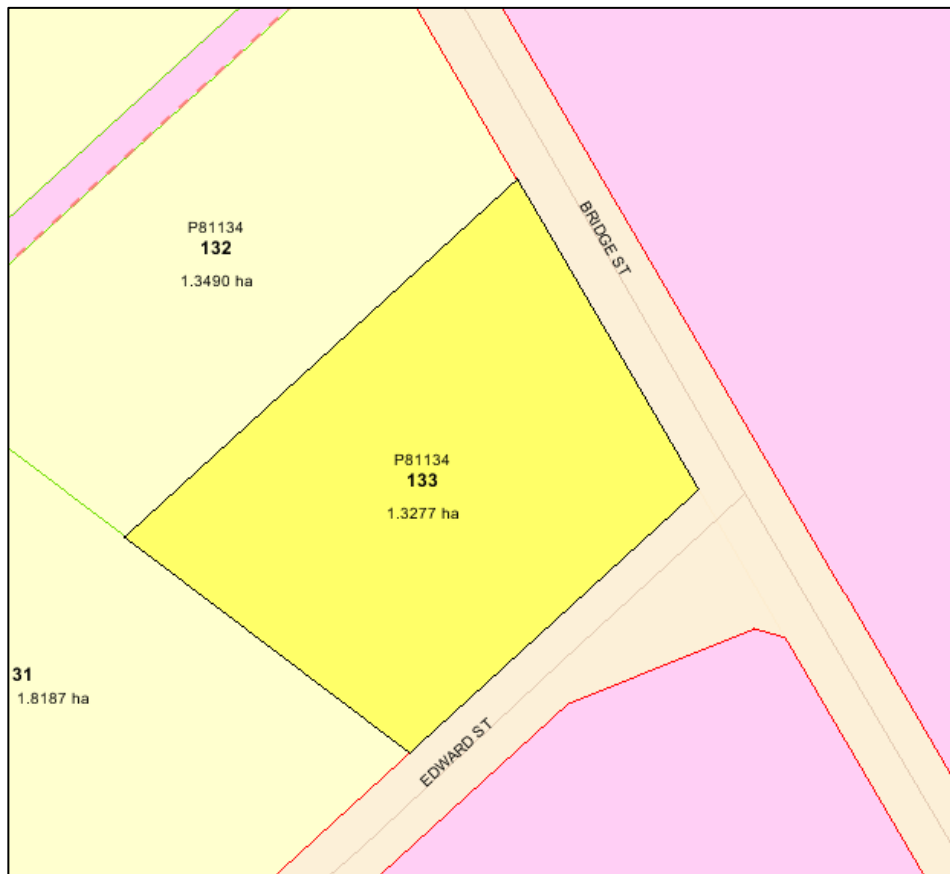 P81134
132
1.3490 ha
BRIDGE ST
P81134
133
1.3277 ha
31
1.8187 ha
EDWARD ST